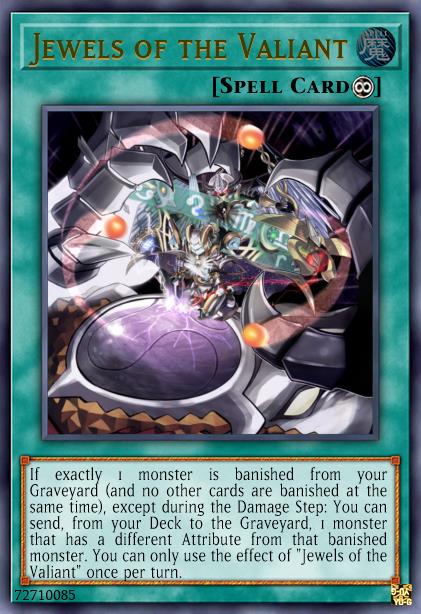 Jewels of the Valiant
[Spell Card]
If exactly 1 monster is banished from your
Graveyard (and no other cards are banished at the
same time), except during the Damage Step: You can
send, from your Deck to the Graveyard, 1 monster
that has a different Attribute from that banished
monster. You can only use the effect of "Jewels of the
Valiant" once per turn.
72710085